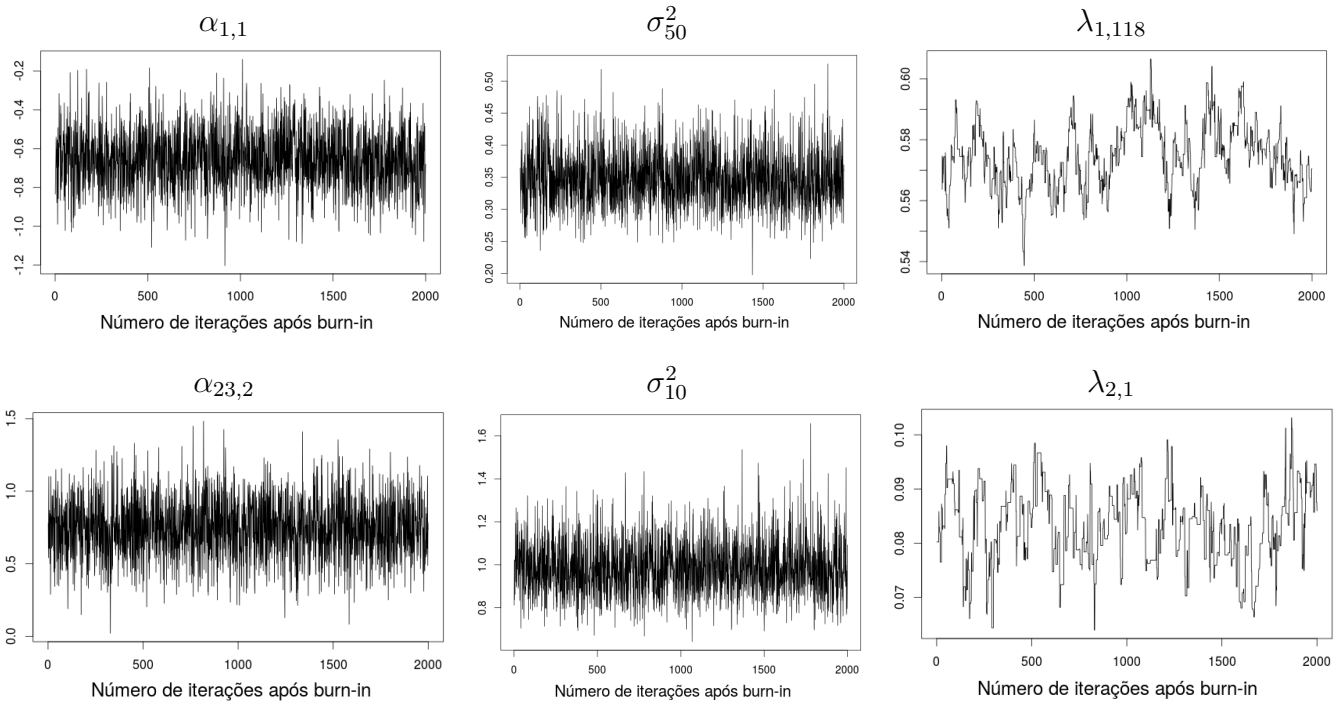 α1,1
σ²50
λ1,118
-0.2
-0.4
-0.6
-0.8
-1.0
-1.2
0 500 1000 1500 2000
Número de iterações após burn-in
0.50
0.45
0.40
0.35
0.30
0.25
0.20
0 500 1000 1500 2000
Número de iterações após burn-in
0.60
0.58
0.56
0.54
0 500 1000 1500 2000
Número de iterações após burn-in
α23,2
σ²10
λ2,1
1.5
1.0
0.5
0.0
0 500 1000 1500 2000
Número de iterações após burn-in
1.6
1.4
1.2
1.0
0.8
0 500 1000 1500 2000
Número de iterações após burn-in
0.10
0.09
0.08
0.07
0 500 1000 1500 2000
Número de iterações após burn-in